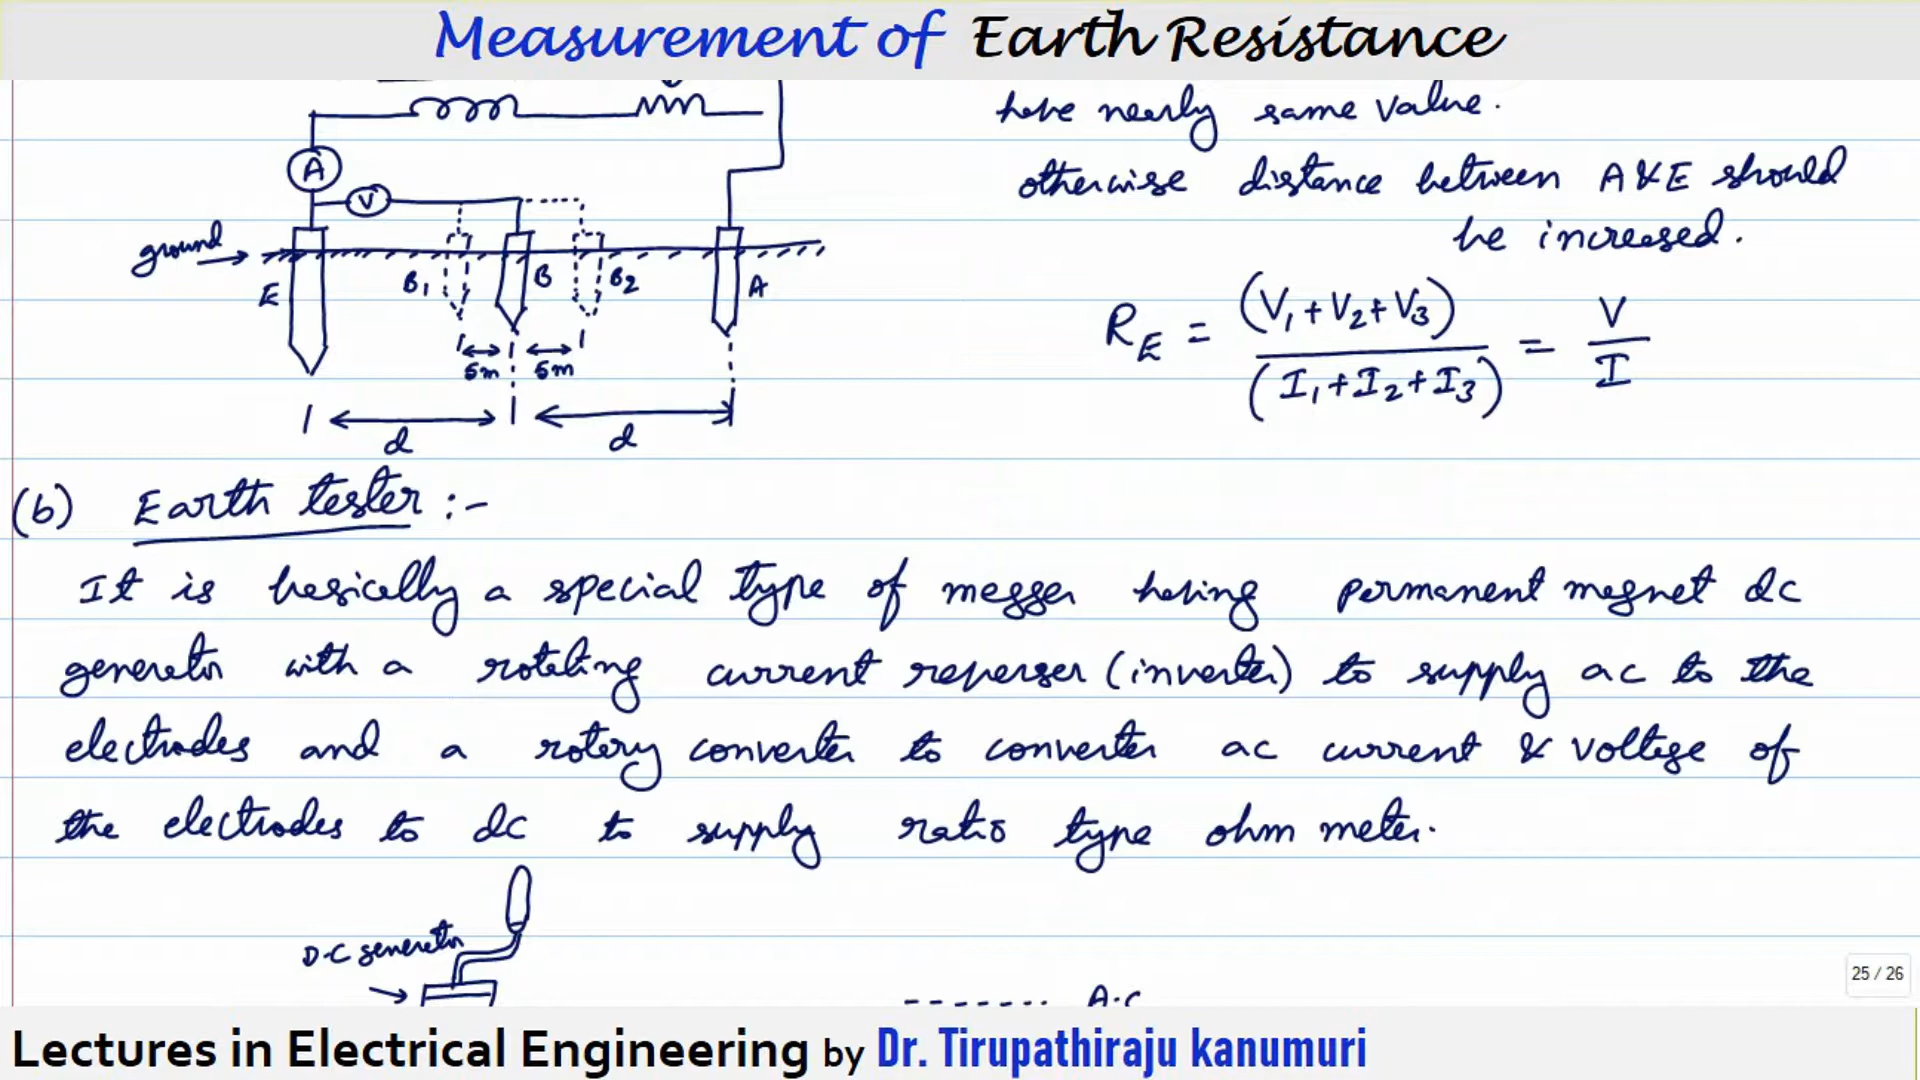 Measurement of Earth Resistance
have nearly same value.
otherwise distance between A & E should
be increased.
A
V
ground
E
B1
B
B2
A
5m 5m
d
d
RE = (V1+V2+V3) / (I1+I2+I3) = V / I
(b) Earth tester :-
It is basically a special type of megger having permanent magnet dc
generator with a rotating current reverser (inverter) to supply ac to the
electrodes and a rotary converter to converter ac current & voltage of
the electrodes to dc to supply ratio type ohm meter.
D.C generator
A.C
25 / 26
Lectures in Electrical Engineering by Dr. Tirupathiraju kanumuri